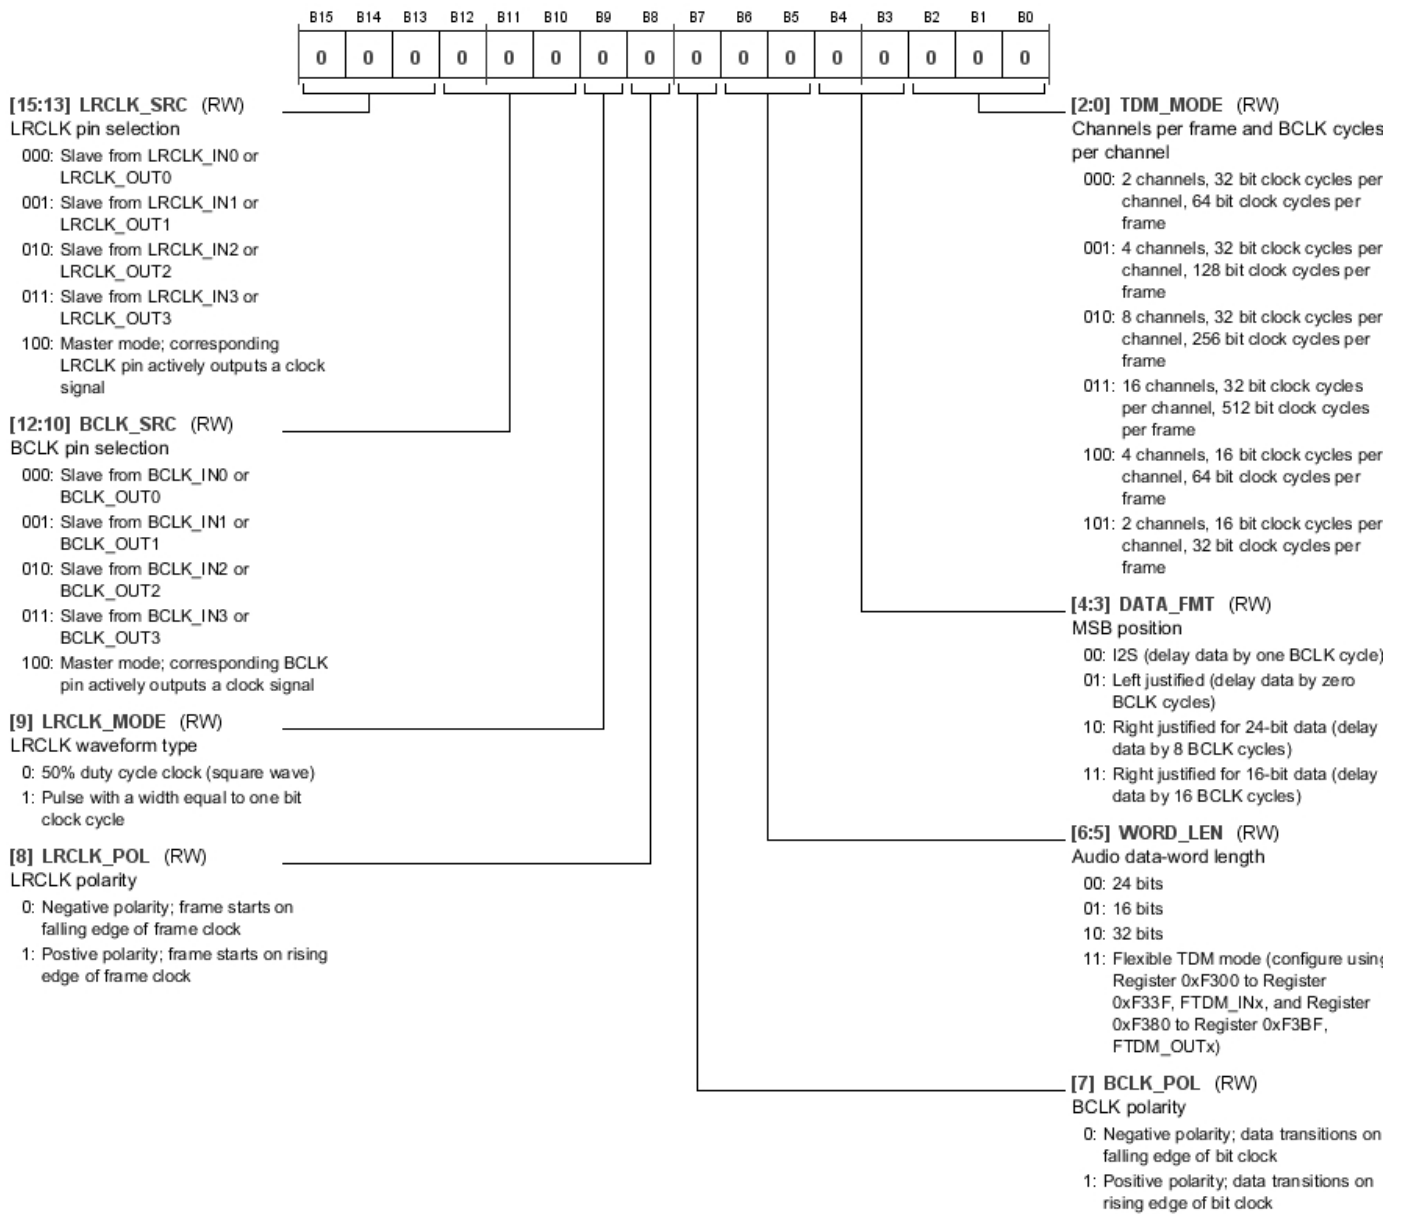 B15 B14 B13 B12 B11 B10 B9 B8 B7 B6 B5 B4 B3 B2 B1 B0
0 0 0 0 0 0 0 0 0 0 0 0 0 0 0 0
[15:13] LRCLK_SRC (RW)
LRCLK pin selection
000: Slave from LRCLK_IN0 or
LRCLK_OUT0
001: Slave from LRCLK_IN1 or
LRCLK_OUT1
010: Slave from LRCLK_IN2 or
LRCLK_OUT2
011: Slave from LRCLK_IN3 or
LRCLK_OUT3
100: Master mode; corresponding
LRCLK pin actively outputs a clock
signal
[12:10] BCLK_SRC (RW)
BCLK pin selection
000: Slave from BCLK_IN0 or
BCLK_OUT0
001: Slave from BCLK_IN1 or
BCLK_OUT1
010: Slave from BCLK_IN2 or
BCLK_OUT2
011: Slave from BCLK_IN3 or
BCLK_OUT3
100: Master mode; corresponding BCLK
pin actively outputs a clock signal
[9] LRCLK_MODE (RW)
LRCLK waveform type
0: 50% duty cycle clock (square wave)
1: Pulse with a width equal to one bit
clock cycle
[8] LRCLK_POL (RW)
LRCLK polarity
0: Negative polarity; frame starts on
falling edge of frame clock
1: Postive polarity; frame starts on rising
edge of frame clock
[2:0] TDM_MODE (RW)
Channels per frame and BCLK cycles
per channel
000: 2 channels, 32 bit clock cycles per
channel, 64 bit clock cycles per
frame
001: 4 channels, 32 bit clock cycles per
channel, 128 bit clock cycles per
frame
010: 8 channels, 32 bit clock cycles per
channel, 256 bit clock cycles per
frame
011: 16 channels, 32 bit clock cycles
per channel, 512 bit clock cycles
per frame
100: 4 channels, 16 bit clock cycles per
channel, 64 bit clock cycles per
frame
101: 2 channels, 16 bit clock cycles per
channel, 32 bit clock cycles per
frame
[4:3] DATA_FMT (RW)
MSB position
00: I2S (delay data by one BCLK cycle)
01: Left justified (delay data by zero
BCLK cycles)
10: Right justified for 24-bit data (delay
data by 8 BCLK cycles)
11: Right justified for 16-bit data (delay
data by 16 BCLK cycles)
[6:5] WORD_LEN (RW)
Audio data-word length
00: 24 bits
01: 16 bits
10: 32 bits
11: Flexible TDM mode (configure using
Register 0xF300 to Register
0xF33F, FTDM_INx, and Register
0xF380 to Register 0xF3BF,
FTDM_OUTx)
[7] BCLK_POL (RW)
BCLK polarity
0: Negative polarity; data transitions on
falling edge of bit clock
1: Positive polarity; data transitions on
rising edge of bit clock